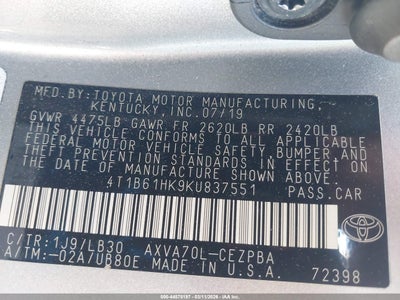 MFD.BY:TOYOTA MOTOR MANUFACTURING,
KENTUCKY, INC.07/19
GVWR 4475LB GAWR FR 2620LB RR 2420LB
THIS VEHICLE CONFORMS TO ALL APPLICABLE
FEDERAL MOTOR VEHICLE SAFETY, BUMPER, AND
THEFT PREVENTION STANDARDS IN EFFECT ON
THE DATE OF MANUFACTURE SHOWN ABOVE.
4T1B61HK9KU837551 PASS.CAR
C/TR:1J9/LB30 AXVA70L-CEZPBA
A/TM:-02A/UB80E
TOYOTA
72398